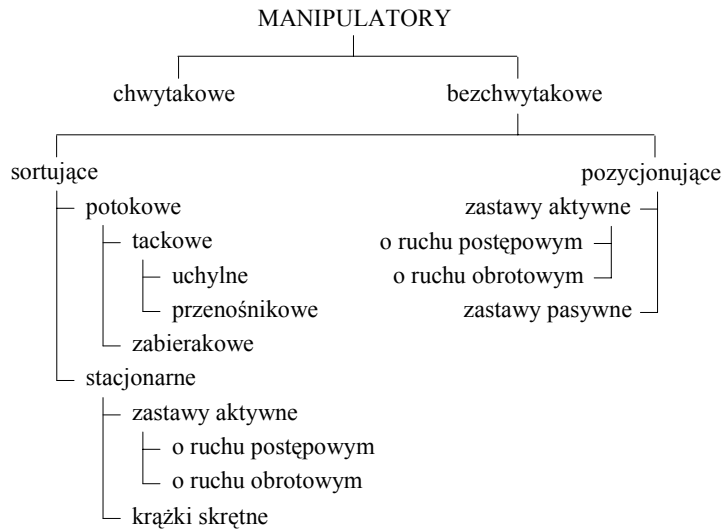 MANIPULATORY
chwytakowe bezchwytakowe
sortujące pozycjonujące
potokowe zastawy aktywne
tackowe o ruchu postępowym
uchylne o ruchu obrotowym
przenośnikowe zastawy pasywne
zabierakowe
stacjonarne
zastawy aktywne
o ruchu postępowym
o ruchu obrotowym
krążki skrętne